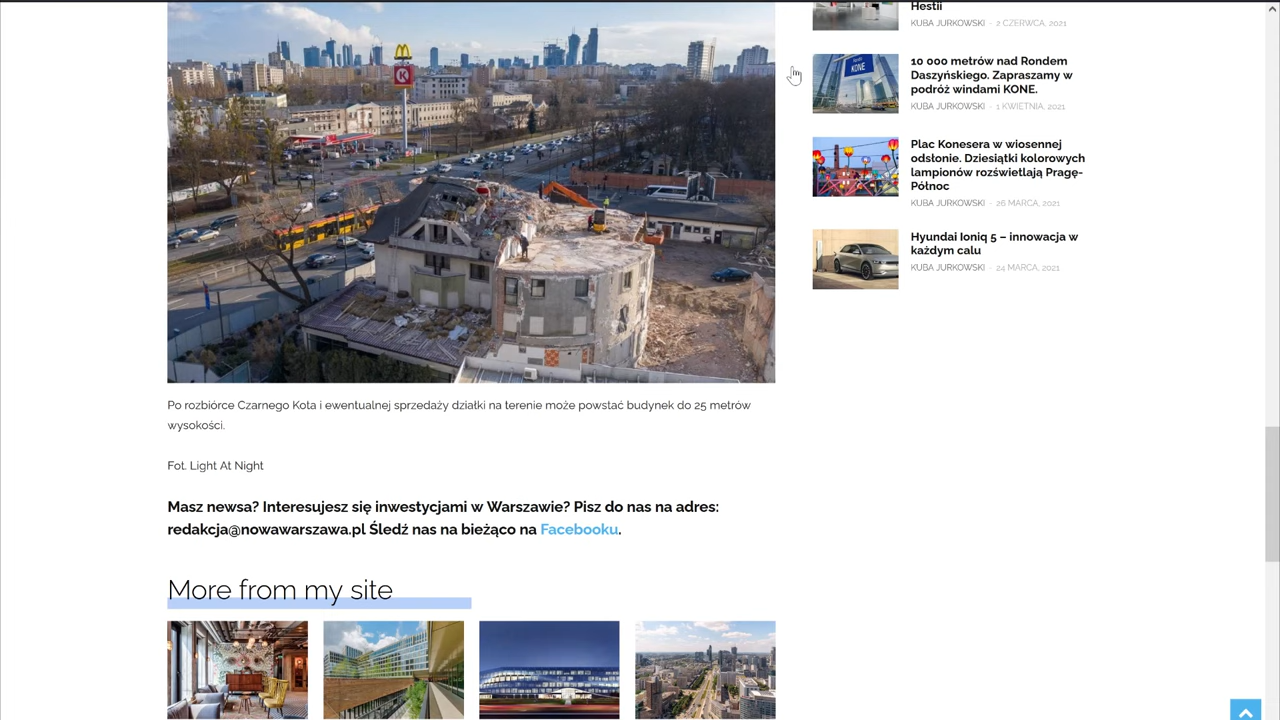 Po rozbiórce Czarnego Kota i ewentualnej sprzedaży działki na terenie może powstać budynek do 25 metrów
wysokości.
Fot. Light At Night
Masz newsa? Interesujesz się inwestycjami w Warszawie? Pisz do nas na adres:
redakcja@nowawarszawa.pl Śledź nas na bieżąco na Facebooku.
More from my site
Hestii
KUBA JURKOWSKI - 2 CZERWCA, 2021
KONE
10 000 metrów nad Rondem
Daszyńskiego. Zapraszamy w
podróż windami KONE.
KUBA JURKOWSKI - 1 KWIETNIA, 2021
Plac Konesera w wiosennej
odsłonie. Dziesiątki kolorowych
lampionów rozświetlają Pragę-
Północ
KUBA JURKOWSKI - 26 MARCA, 2021
Hyundai Ioniq 5 – innowacja w
każdym calu
KUBA JURKOWSKI - 24 MARCA, 2021